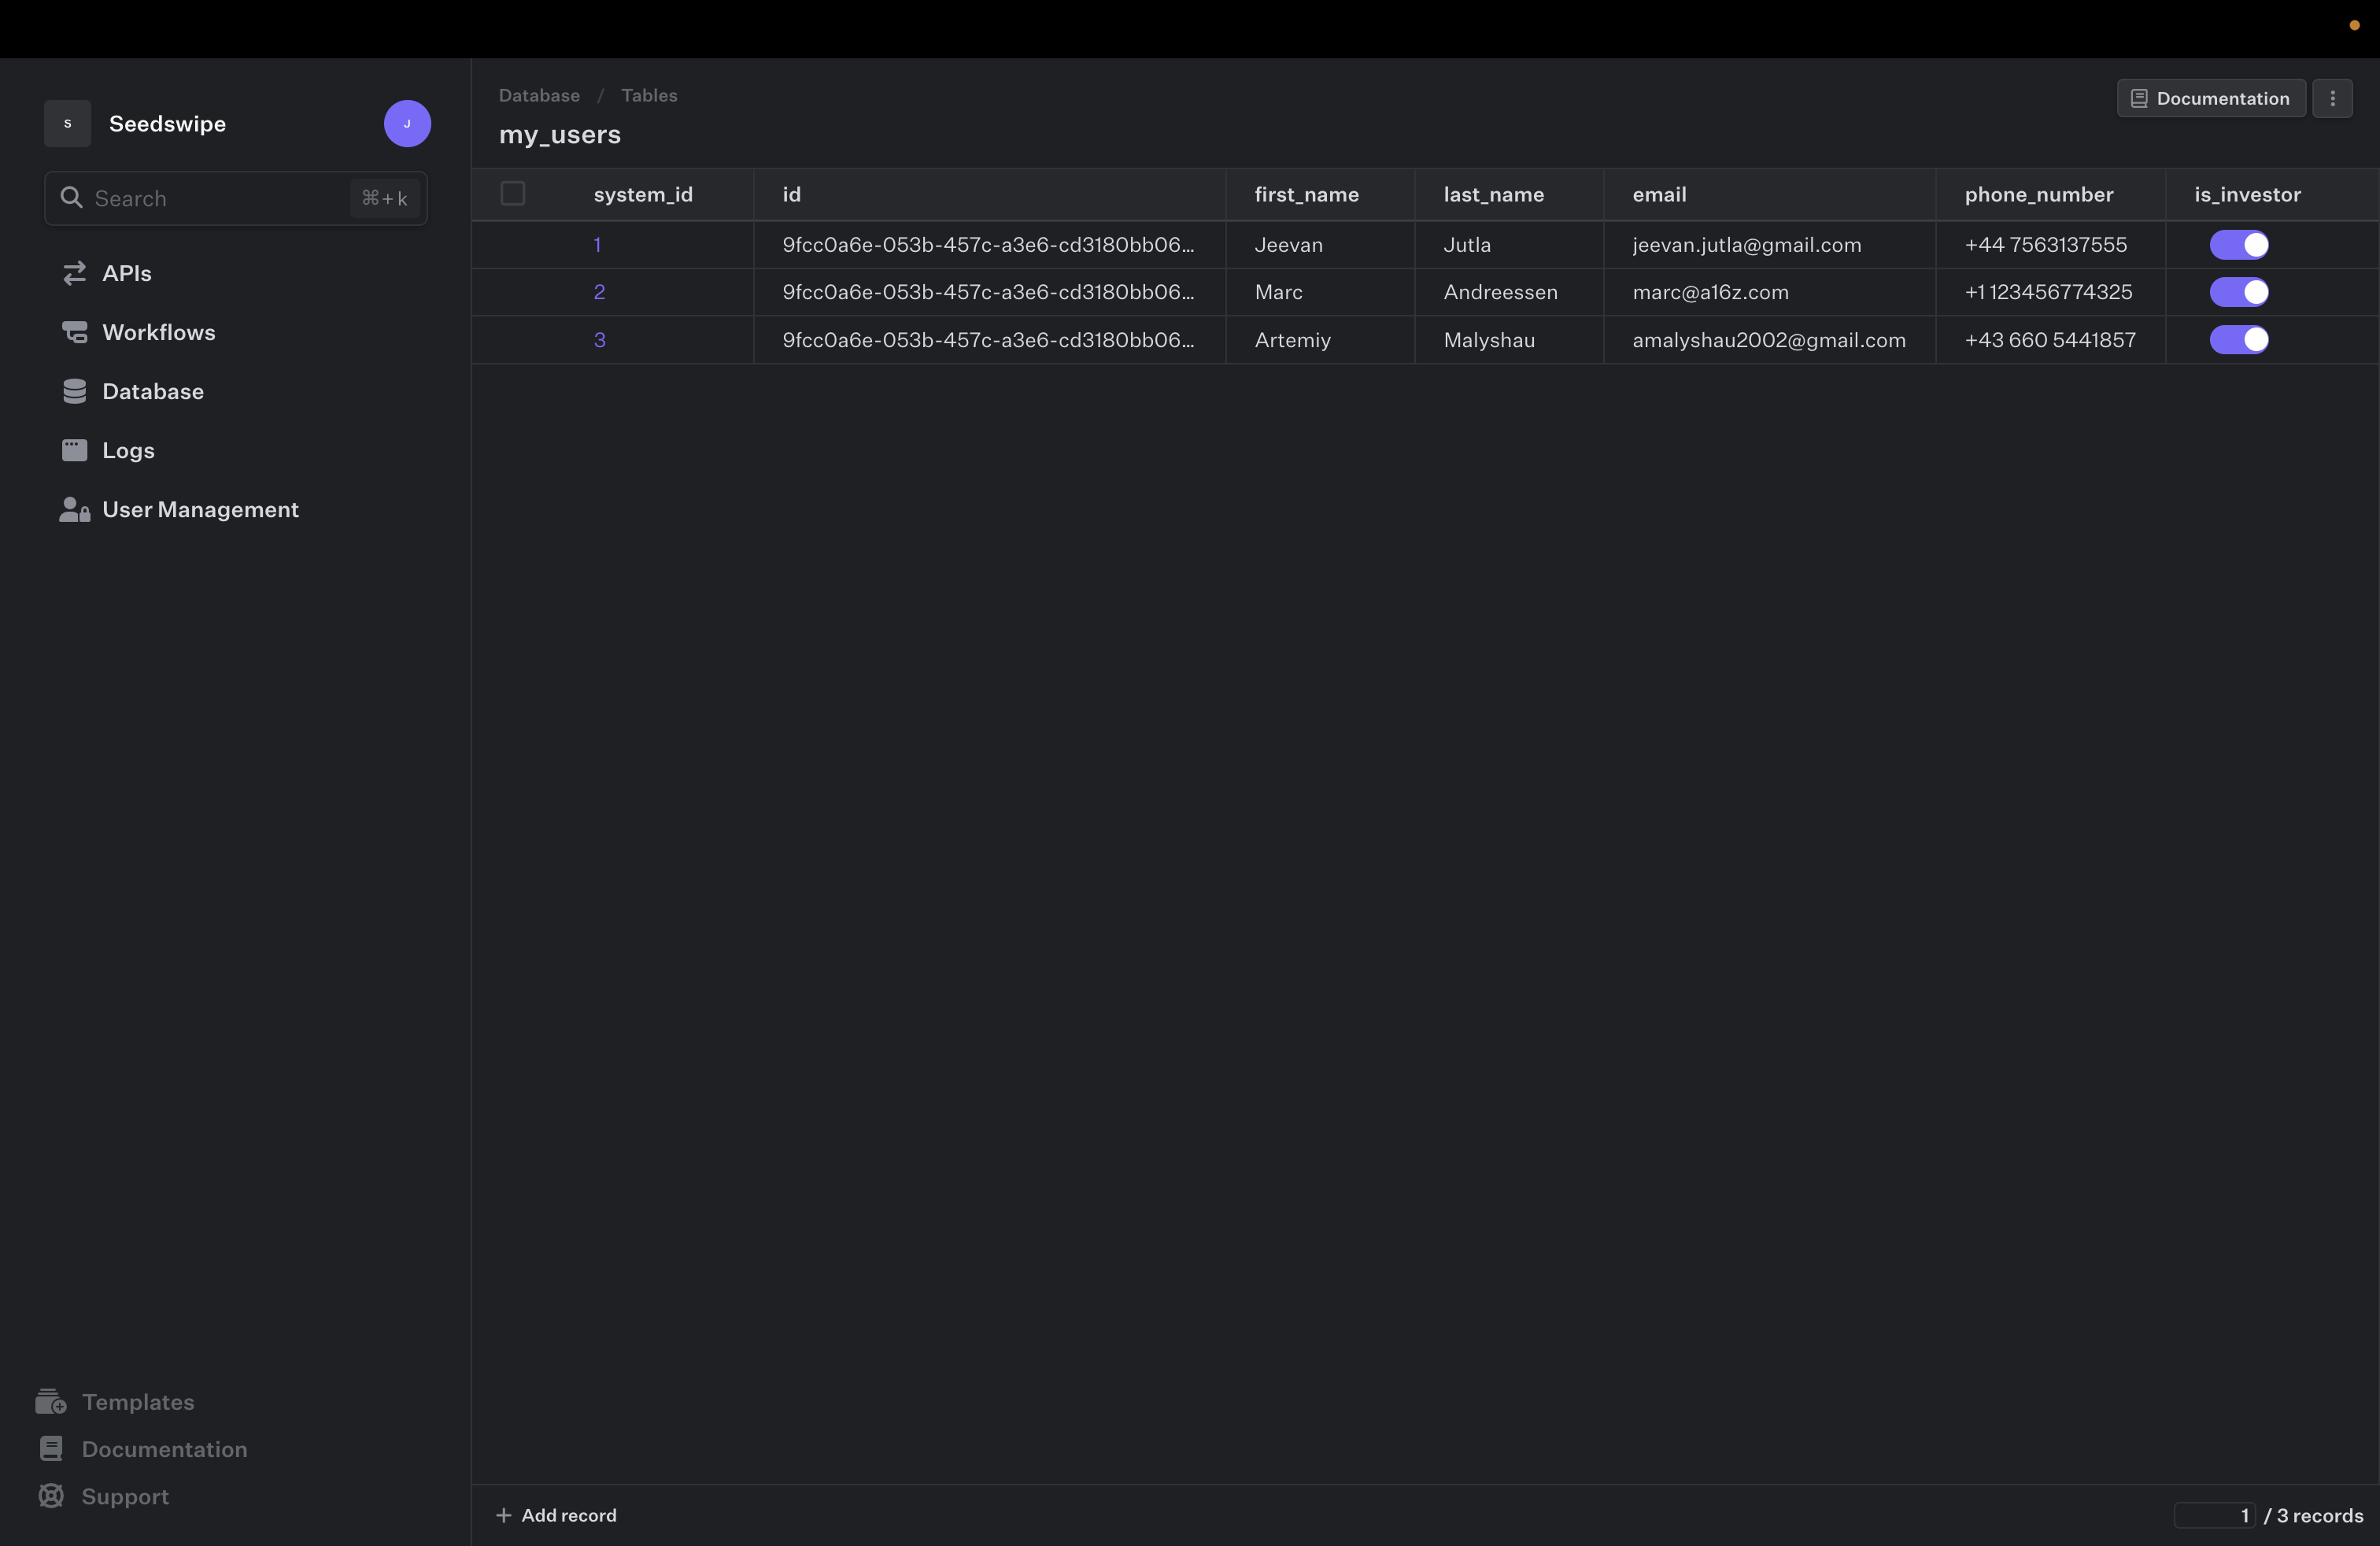 S
Seedswipe
J
Search
⌘+k
APIs
Workflows
Database
Logs
User Management
Templates
Documentation
Support
Database / Tables
my_users
Documentation
system_id id first_name last_name email phone_number is_investor
1 9fcc0a6e-053b-457c-a3e6-cd3180bb06... Jeevan Jutla jeevan.jutla@gmail.com +44 7563137555
2 9fcc0a6e-053b-457c-a3e6-cd3180bb06... Marc Andreessen marc@a16z.com +1 123456774325
3 9fcc0a6e-053b-457c-a3e6-cd3180bb06... Artemiy Malyshau amalyshau2002@gmail.com +43 660 5441857
+ Add record
1 / 3 records